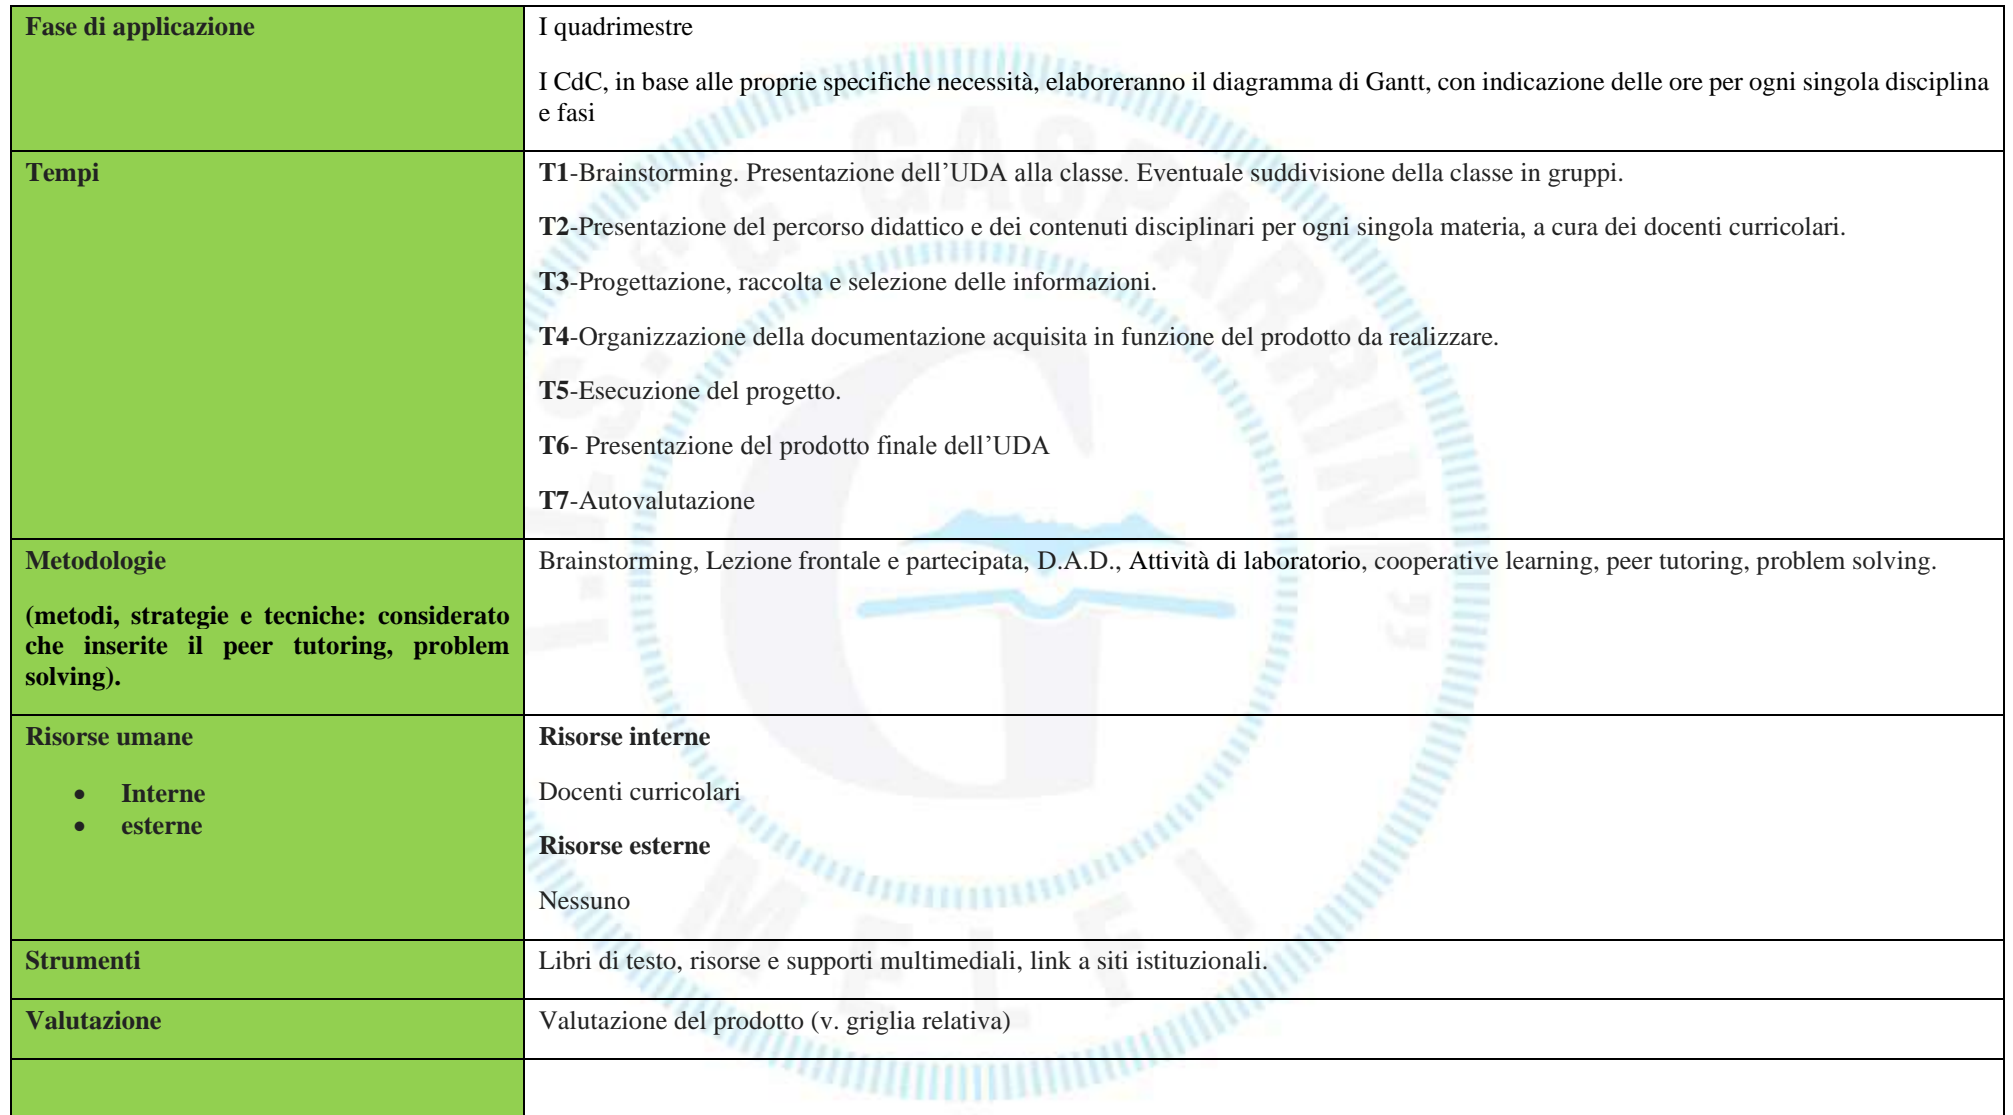 Fase di applicazione
I quadrimestre
I CdC, in base alle proprie specifiche necessità, elaboreranno il diagramma di Gantt, con indicazione delle ore per ogni singola disciplina
e fasi
Tempi
T1-Brainstorming. Presentazione dell’UDA alla classe. Eventuale suddivisione della classe in gruppi.
T2-Presentazione del percorso didattico e dei contenuti disciplinari per ogni singola materia, a cura dei docenti curricolari.
T3-Progettazione, raccolta e selezione delle informazioni.
T4-Organizzazione della documentazione acquisita in funzione del prodotto da realizzare.
T5-Esecuzione del progetto.
T6- Presentazione del prodotto finale dell’UDA
T7-Autovalutazione
Metodologie
(metodi, strategie e tecniche: considerato
che inserite il peer tutoring, problem
solving).
Brainstorming, Lezione frontale e partecipata, D.A.D., Attività di laboratorio, cooperative learning, peer tutoring, problem solving.
Risorse umane
• Interne
• esterne
Risorse interne
Docenti curricolari
Risorse esterne
Nessuno
Strumenti
Libri di testo, risorse e supporti multimediali, link a siti istituzionali.
Valutazione
Valutazione del prodotto (v. griglia relativa)
I.I.S. “G. GASPARRINI”
MELFI
G